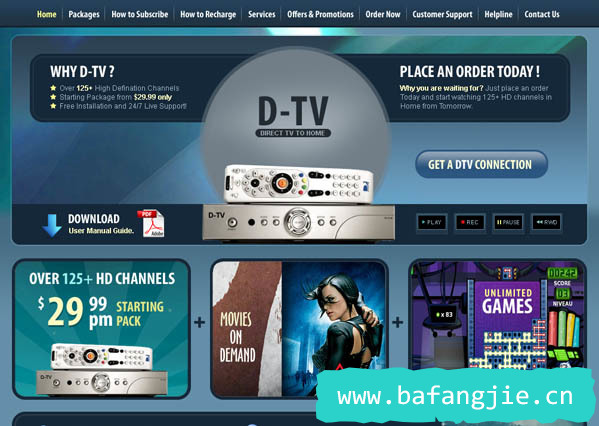 Home Packages How to Subscribe How to Recharge Services Offers & Promotions Order Now Customer Support Helpline Contact Us
WHY D-TV ?
Over 125+ High Defination Channels
Starting Package from $29.99 only
Free Installation and 24/7 Live Support!
D-TV
DIRECT TV TO HOME
PLACE AN ORDER TODAY !
Why you are waiting for? Just place an order
Today and start watching 125+ HD channels in
Home from Tomorrow.
GET A DTV CONNECTION
DOWNLOAD
User Manual Guide.
PDF
Adobe
D-TV
PLAY REC PAUSE RWD
OVER 125+ HD CHANNELS
$29 99 pm
STARTING
PACK
D-TV
+
MOVIES
ON
DEMAND
+
UNLIMITED
GAMES
x 83
00242
SCORE
03
NIVEAU
www.bafangjie.cn